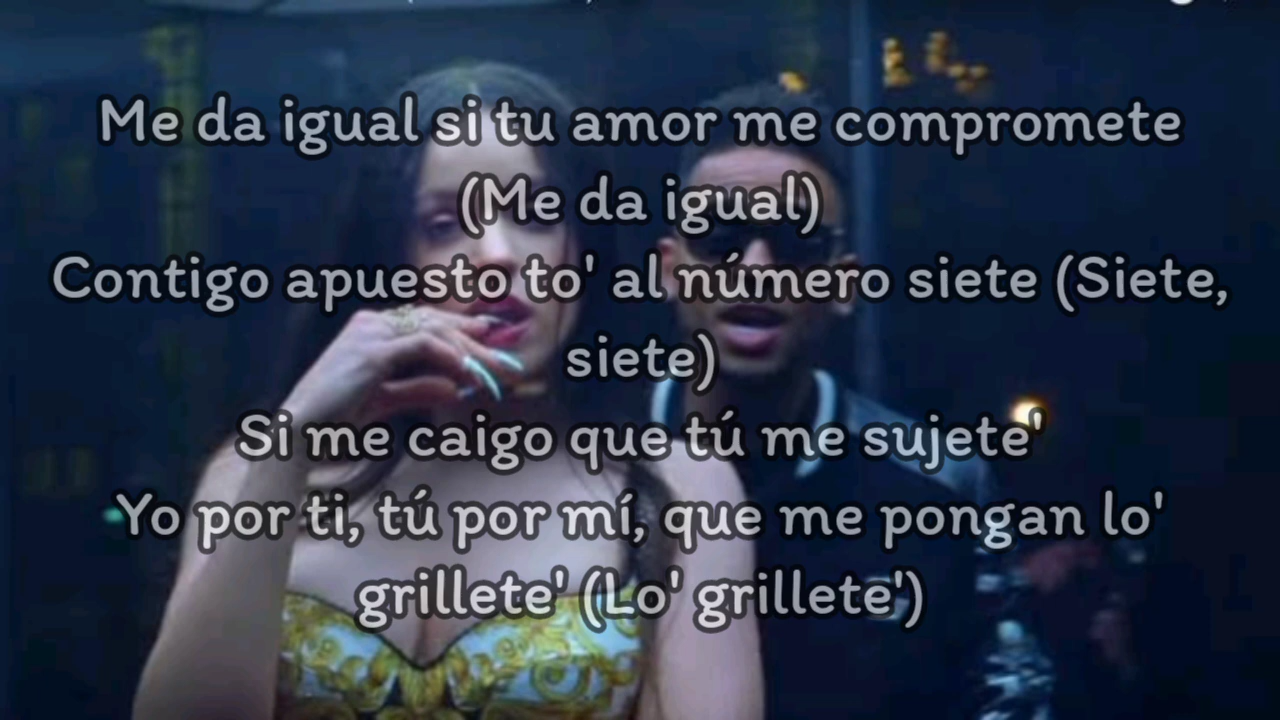 Me da igual si tu amor me compromete
(Me da igual)
Contigo apuesto to' al número siete (Siete,
siete)
Si me caigo que tú me sujete'
Yo por ti, tú por mí, que me pongan lo'
grillete' (Lo' grillete')